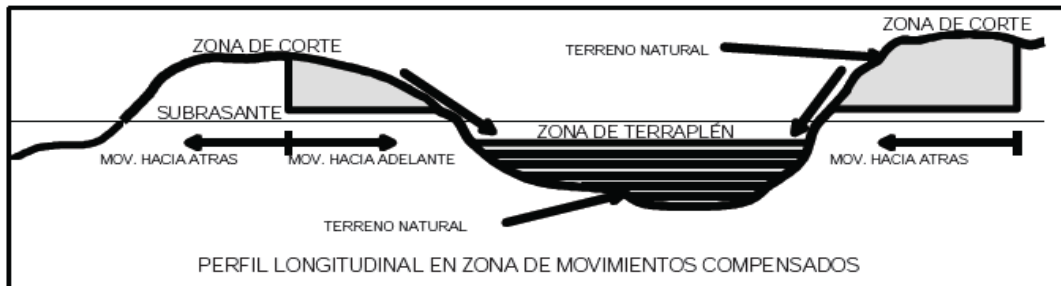 ZONA DE CORTE
ZONA DE CORTE
TERRENO NATURAL
SUBRASANTE
ZONA DE TERRAPLÉN
MOV. HACIA ATRAS
MOV. HACIA ADELANTE
MOV. HACIA ATRAS
TERRENO NATURAL
PERFIL LONGITUDINAL EN ZONA DE MOVIMIENTOS COMPENSADOS